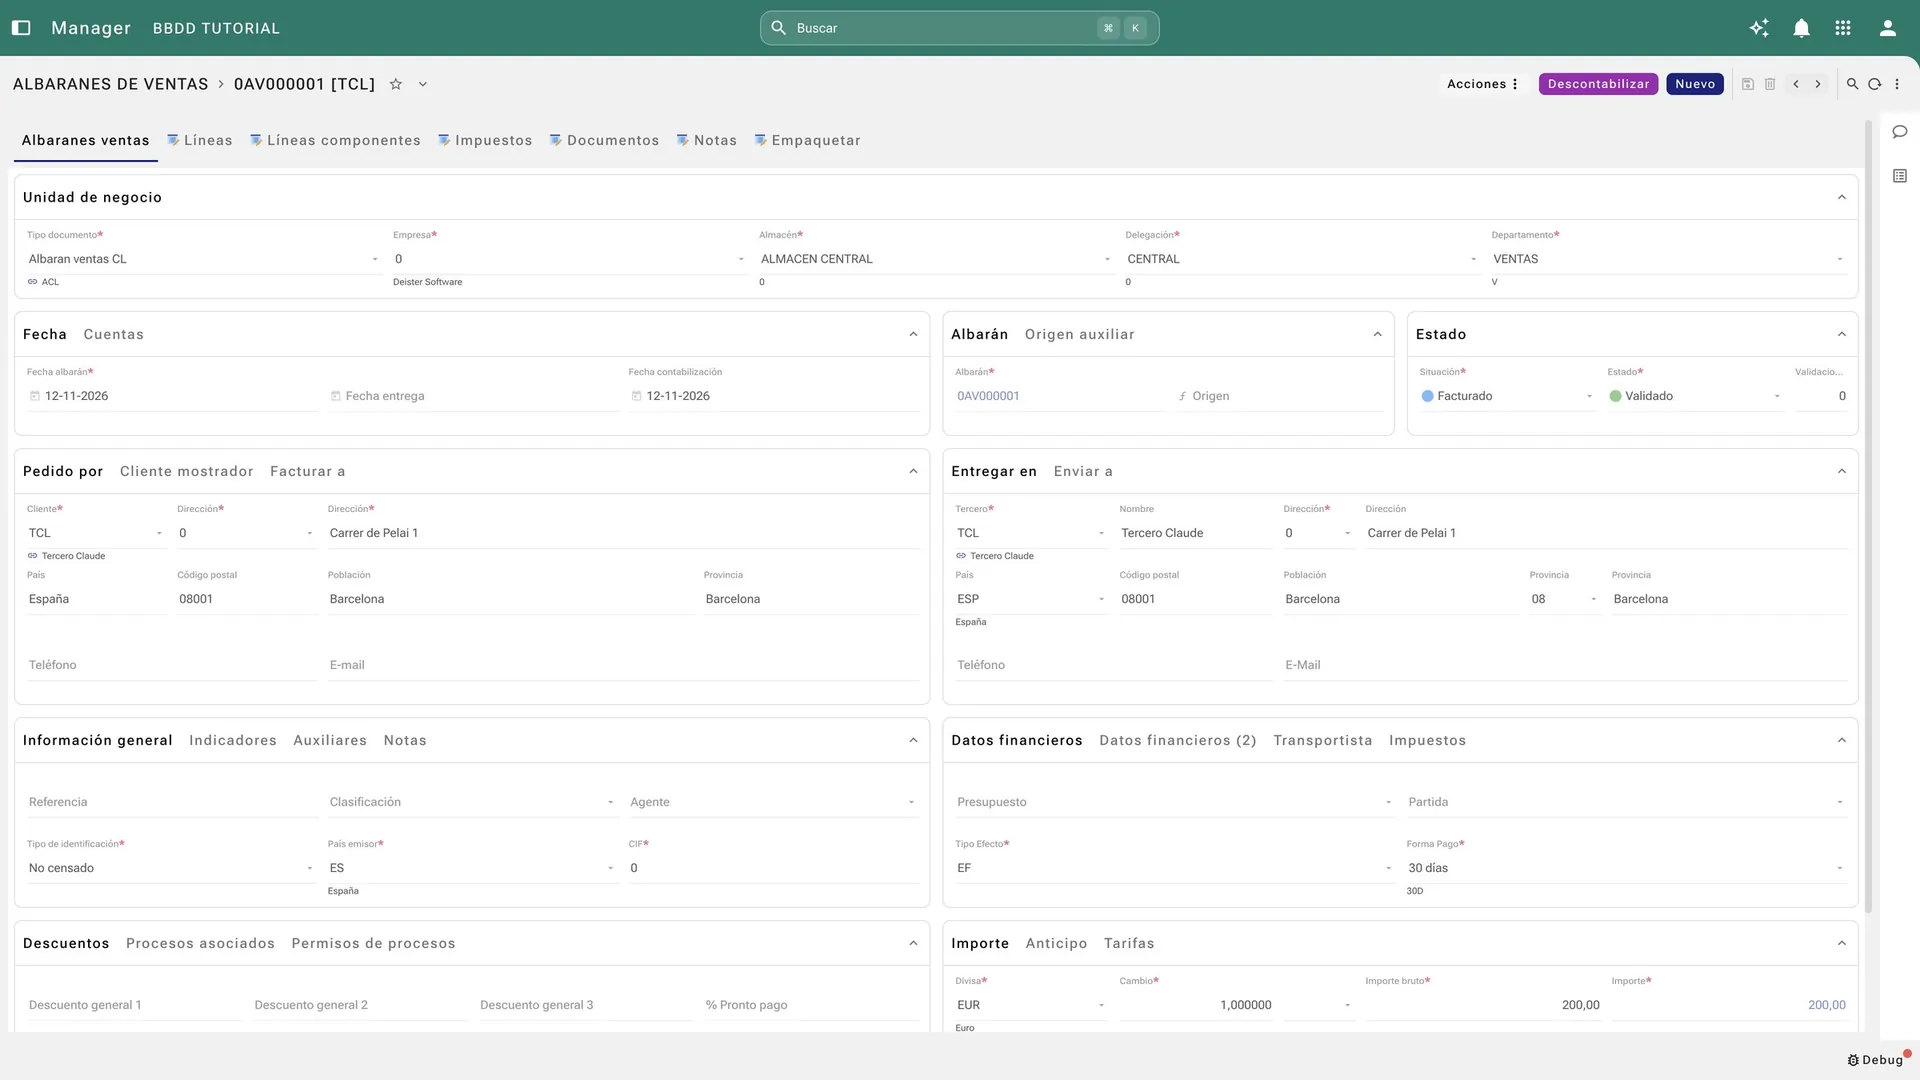 Manager BBDD TUTORIAL
Buscar ⌘ K
ALBARANES DE VENTAS › 0AV000001 [TCL]
Acciones Descontabilizar Nuevo
Albaranes ventas Líneas Líneas componentes Impuestos Documentos Notas Empaquetar
Unidad de negocio
Tipo documento* Empresa* Almacén* Delegación* Departamento*
Albaran ventas CL 0 ALMACEN CENTRAL CENTRAL VENTAS
ACL Deister Software 0 0 V
Fecha Cuentas
Fecha albarán* Fecha contabilización
12-11-2026 Fecha entrega 12-11-2026
Albarán Origen auxiliar
Albarán*
0AV000001 Origen
Estado
Situación* Estado* Validacio...
Facturado Validado 0
Pedido por Cliente mostrador Facturar a
Cliente* Dirección* Dirección*
TCL 0 Carrer de Pelai 1
Tercero Claude
País Código postal Población Provincia
España 08001 Barcelona Barcelona
Teléfono E-mail
Entregar en Enviar a
Tercero* Nombre Dirección* Dirección
TCL Tercero Claude 0 Carrer de Pelai 1
Tercero Claude
País Código postal Población Provincia Provincia
ESP 08001 Barcelona 08 Barcelona
España
Teléfono E-Mail
Información general Indicadores Auxiliares Notas
Referencia Clasificación Agente
Tipo de identificación* País emisor* CIF*
No censado ES 0
España
Datos financieros Datos financieros (2) Transportista Impuestos
Presupuesto Partida
Tipo Efecto* Forma Pago*
EF 30 días
30D
Descuentos Procesos asociados Permisos de procesos
Descuento general 1 Descuento general 2 Descuento general 3 % Pronto pago
Importe Anticipo Tarifas
Divisa* Cambio* Importe bruto* Importe*
EUR 1,000000 200,00 200,00
Euro
Debug